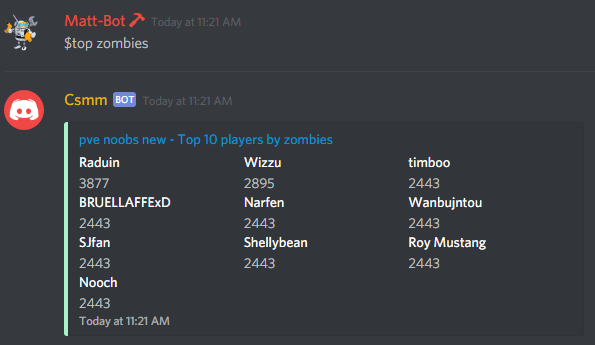 Matt-Bot Today at 11:21 AM
$top zombies
Csmm BOT Today at 11:21 AM
pve noobs new - Top 10 players by zombies
Raduin Wizzu timboo
3877 2895 2443
BRUELLAFFExD Narfen Wanbujntou
2443 2443 2443
SJfan Shellybean Roy Mustang
2443 2443 2443
Nooch
2443
Today at 11:21 AM